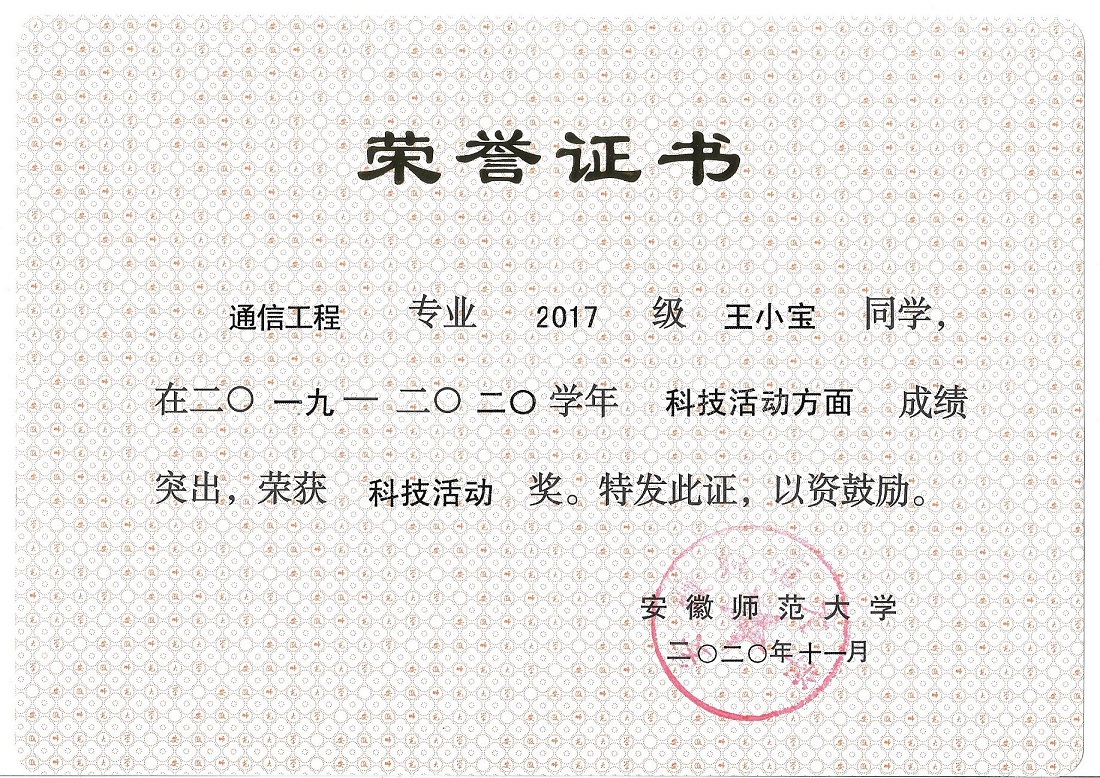 荣誉证书
通信工程 专业 2017 级 王小宝 同学，
在二〇一九一二〇二〇学年 科技活动方面 成绩
突出，荣获 科技活动 奖。特发此证，以资鼓励。
安徽师范大学
二〇二〇年十一月